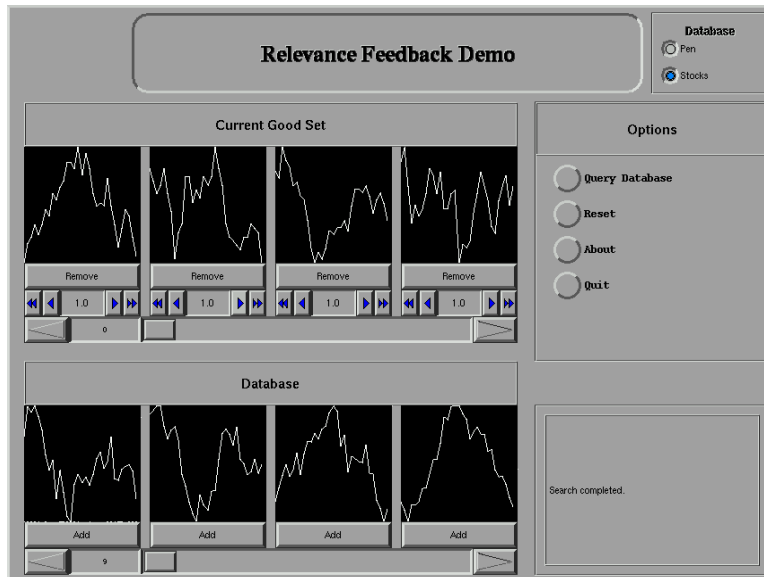 Relevance Feedback Demo
Database
Pen
Stocks
Current Good Set
Remove Remove Remove Remove
1.0 1.0 1.0 1.0
0
Options
Query Database
Reset
About
Quit
Database
Add Add Add Add
9
Search completed.